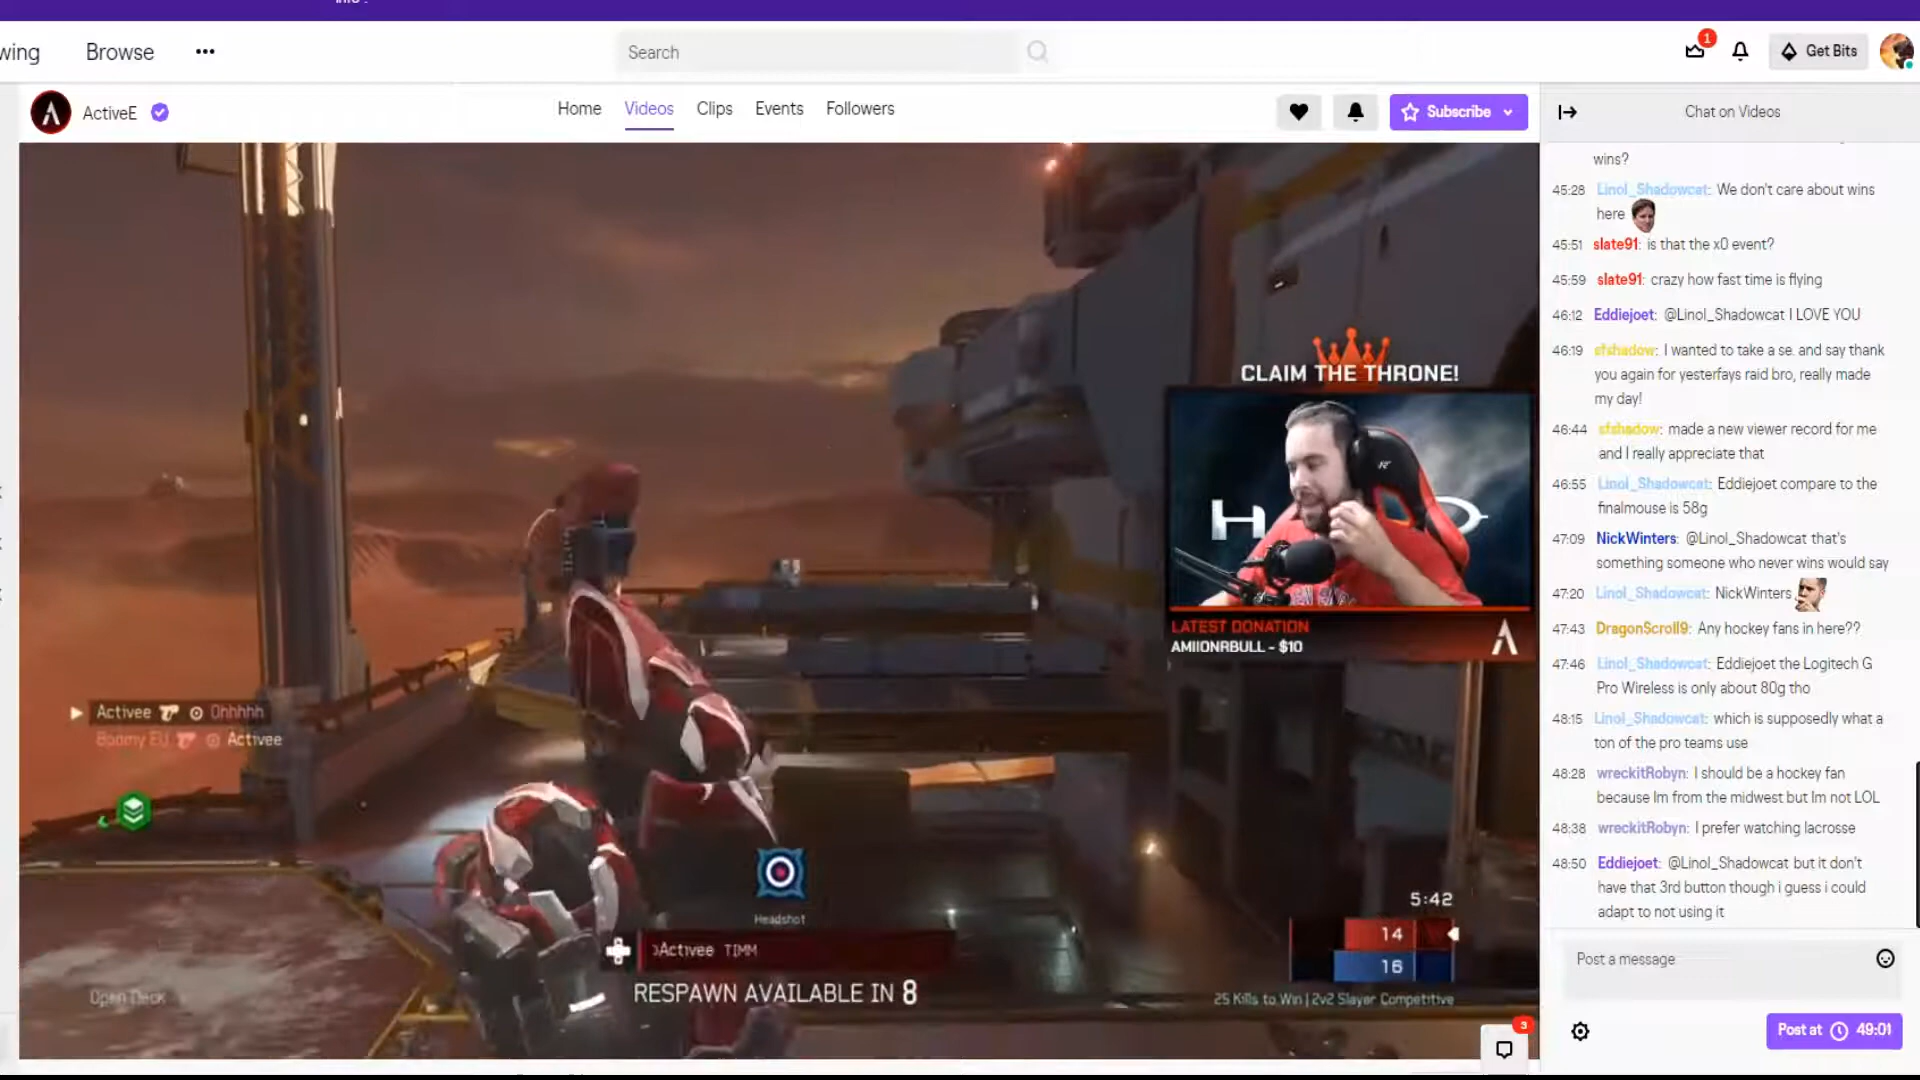 wing
Browse
Search
1
Get Bits
ActiveE
Home
Videos
Clips
Events
Followers
Subscribe
Chat on Videos
wins?
45:28 Linol_Shadowcat: We don't care about wins
here
45:51 slate91: is that the x0 event?
45:59 slate91: crazy how fast time is flying
46:12 Eddiejoet: @Linol_Shadowcat I LOVE YOU
46:19 sfshadow: I wanted to take a se. and say thank
you again for yesterfays raid bro, really made
my day!
46:44 sfshadow: made a new viewer record for me
and I really appreciate that
46:55 Linol_Shadowcat: Eddiejoet compare to the
finalmouse is 58g
47:09 NickWinters: @Linol_Shadowcat that's
something someone who never wins would say
47:20 Linol_Shadowcat: NickWinters
47:43 DragonScroll9: Any hockey fans in here??
47:46 Linol_Shadowcat: Eddiejoet the Logitech G
Pro Wireless is only about 80g tho
48:15 Linol_Shadowcat: which is supposedly what a
ton of the pro teams use
48:28 wreckitRobyn: I should be a hockey fan
because Im from the midwest but Im not LOL
48:38 wreckitRobyn: I prefer watching lacrosse
48:50 Eddiejoet: @Linol_Shadowcat but it don't
have that 3rd button though i guess i could
adapt to not using it
Post a message
Post at 49:01
CLAIM THE THRONE!
LATEST DONATION
AMIIONRBULL - $10
Activee Ohhhhh
Boomy EU Activee
Headshot
Activee TIMM
RESPAWN AVAILABLE IN 8
Open Deck
5:42
14
16
25 Kills to Win | 2v2 Slayer Competitive
3